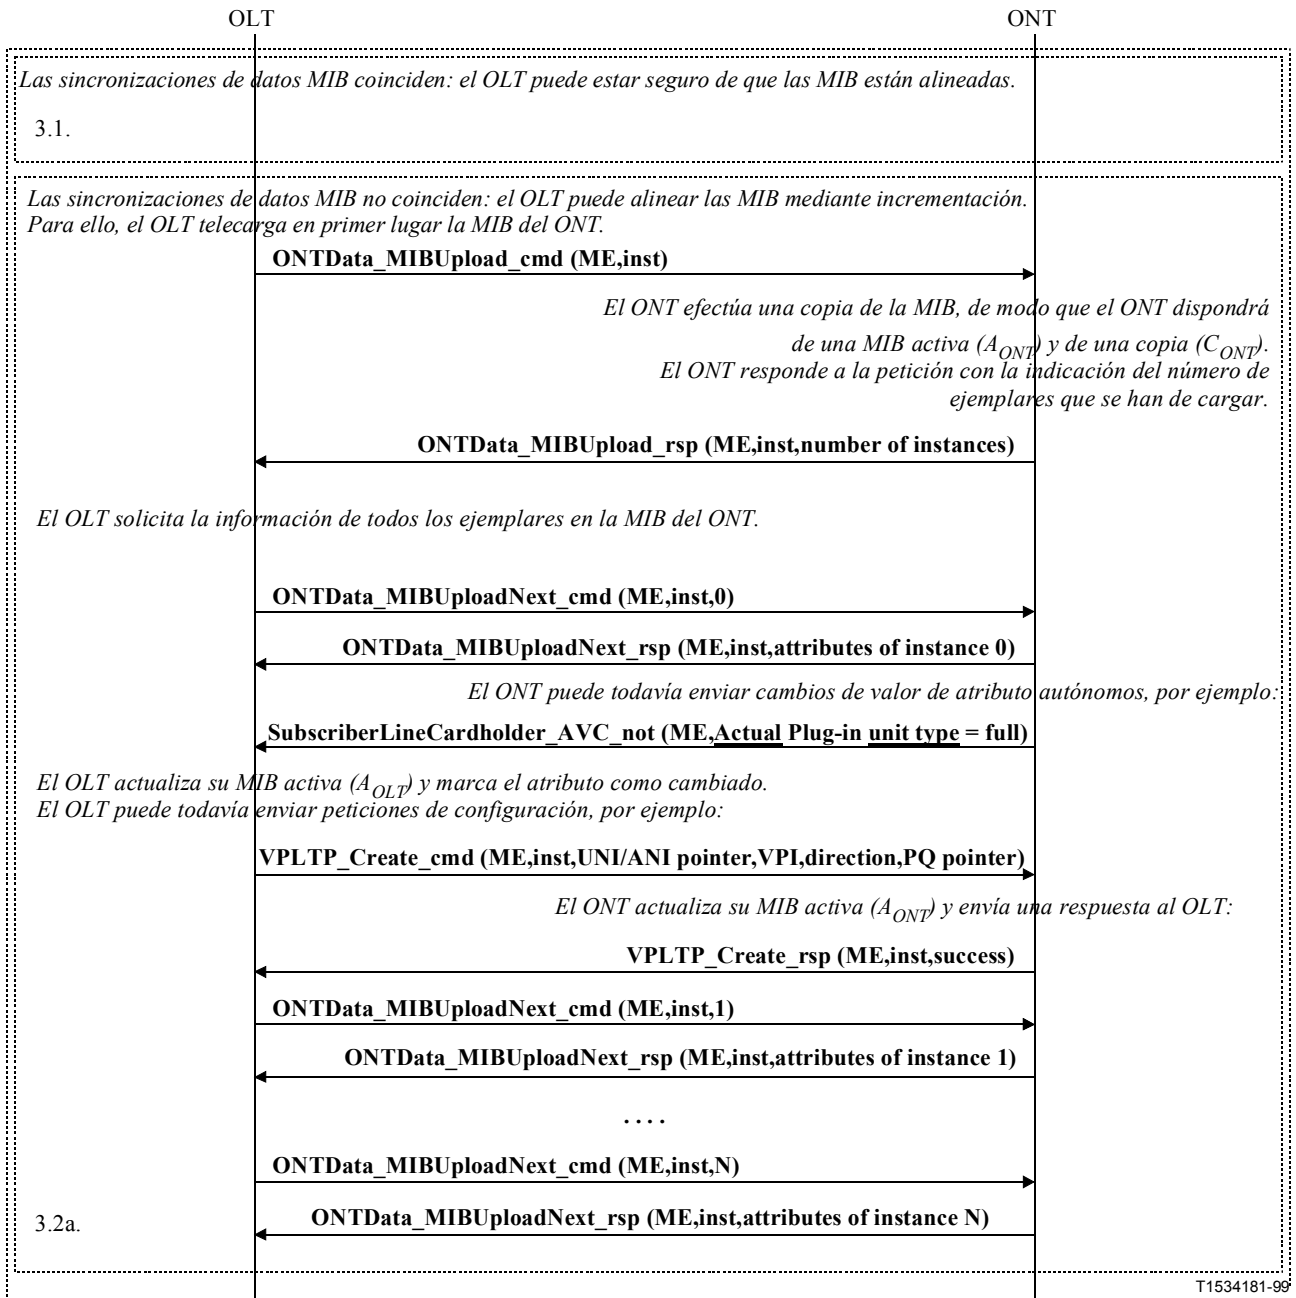 OLT ONT
Las sincronizaciones de datos MIB coinciden: el OLT puede estar seguro de que las MIB están alineadas.
3.1.
Las sincronizaciones de datos MIB no coinciden: el OLT puede alinear las MIB mediante incrementación.
Para ello, el OLT telecarga en primer lugar la MIB del ONT.
ONTData_MIBUpload_cmd (ME,inst)
El ONT efectúa una copia de la MIB, de modo que el ONT dispondrá
de una MIB activa (A_ONT) y de una copia (C_ONT).
El ONT responde a la petición con la indicación del número de
ejemplares que se han de cargar.
ONTData_MIBUpload_rsp (ME,inst,number of instances)
El OLT solicita la información de todos los ejemplares en la MIB del ONT.
ONTData_MIBUploadNext_cmd (ME,inst,0)
ONTData_MIBUploadNext_rsp (ME,inst,attributes of instance 0)
El ONT puede todavía enviar cambios de valor de atributo autónomos, por ejemplo:
SubscriberLineCardholder_AVC_not (ME,Actual Plug-in unit type = full)
El OLT actualiza su MIB activa (A_OLT) y marca el atributo como cambiado.
El OLT puede todavía enviar peticiones de configuración, por ejemplo:
VPLTP_Create_cmd (ME,inst,UNI/ANI pointer,VPI,direction,PQ pointer)
El ONT actualiza su MIB activa (A_ONT) y envía una respuesta al OLT:
VPLTP_Create_rsp (ME,inst,success)
ONTData_MIBUploadNext_cmd (ME,inst,1)
ONTData_MIBUploadNext_rsp (ME,inst,attributes of instance 1)
. . . .
ONTData_MIBUploadNext_cmd (ME,inst,N)
3.2a. ONTData_MIBUploadNext_rsp (ME,inst,attributes of instance N)
T1534181-99